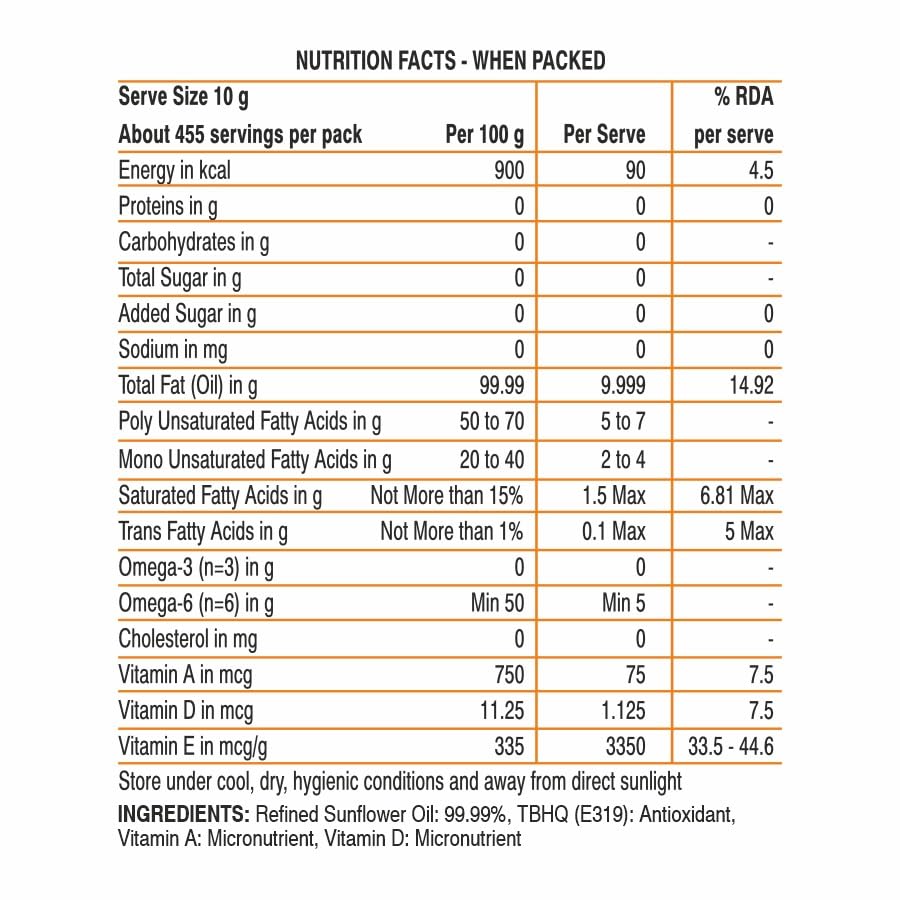 NUTRITION FACTS - WHEN PACKED
Serve Size 10 g % RDA
About 455 servings per pack Per 100 g Per Serve per serve
Energy in kcal 900 90 4.5
Proteins in g 0 0 0
Carbohydrates in g 0 0 -
Total Sugar in g 0 0 -
Added Sugar in g 0 0 0
Sodium in mg 0 0 0
Total Fat (Oil) in g 99.99 9.999 14.92
Poly Unsaturated Fatty Acids in g 50 to 70 5 to 7 -
Mono Unsaturated Fatty Acids in g 20 to 40 2 to 4 -
Saturated Fatty Acids in g Not More than 15% 1.5 Max 6.81 Max
Trans Fatty Acids in g Not More than 1% 0.1 Max 5 Max
Omega-3 (n=3) in g 0 0 -
Omega-6 (n=6) in g Min 50 Min 5 -
Cholesterol in mg 0 0 -
Vitamin A in mcg 750 75 7.5
Vitamin D in mcg 11.25 1.125 7.5
Vitamin E in mcg/g 335 3350 33.5 - 44.6
Store under cool, dry, hygienic conditions and away from direct sunlight
INGREDIENTS: Refined Sunflower Oil: 99.99%, TBHQ (E319): Antioxidant,
Vitamin A: Micronutrient, Vitamin D: Micronutrient